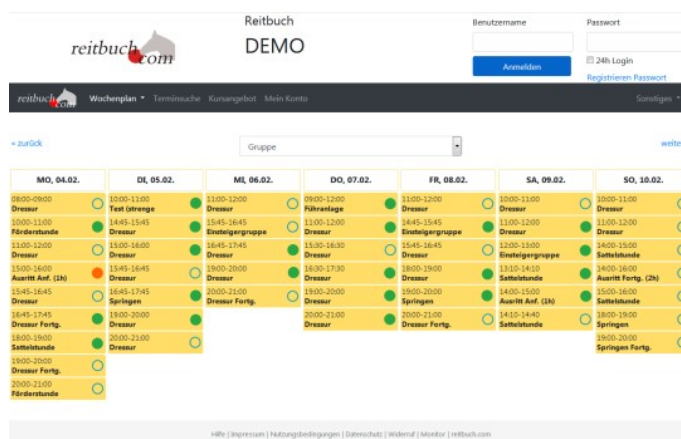 Reitbuch
DEMO
reitbuch.com
Benutzername
Passwort
Anmelden
24h Login
Registrieren Passwort
reitbuch.com
Wochenplan Terminsuche Kursangebot Mein Konto Sonstiges
« zurück
Gruppe
weite
MO, 04.02.
08:00-09:00
Dressur
10:00-11:00
Förderstunde
11:00-12:00
Dressur
15:00-16:00
Ausritt Anf. (1h)
15:45-16:45
Dressur
16:45-17:45
Dressur Fortg.
18:00-19:00
Sattelstunde
19:00-20:00
Dressur Fortg.
20:00-21:00
Förderstunde
DI, 05.02.
10:00-11:00
Test (strenge
14:45-15:45
Dressur
15:00-16:00
Dressur
15:45-16:45
Dressur
16:45-17:45
Springen
19:00-20:00
Dressur
20:00-21:00
Dressur
MI, 06.02.
11:00-12:00
Dressur
15:45-16:45
Einsteigergruppe
16:45-17:45
Dressur
19:00-20:00
Dressur
20:00-21:00
Dressur Fortg.
DO, 07.02.
09:00-12:00
Führanlage
11:00-12:00
Dressur
15:30-16:30
Dressur
16:30-17:30
Dressur
19:00-20:00
Dressur
20:00-21:00
Dressur
FR, 08.02.
11:00-12:00
Dressur
14:45-15:45
Einsteigergruppe
15:45-16:45
Dressur
18:00-19:00
Dressur
19:00-20:00
Springen
20:00-21:00
Dressur Fortg.
SA, 09.02.
10:00-11:00
Dressur
11:00-12:00
Dressur
12:00-13:00
Einsteigergruppe
13:10-14:10
Sattelstunde
14:00-15:00
Ausritt Anf. (1h)
14:10-14:40
Sattelstunde
SO, 10.02.
10:00-11:00
Dressur
11:00-12:00
Dressur
14:00-15:00
Sattelstunde
14:00-16:00
Ausritt Fortg. (2h)
15:00-16:00
Sattelstunde
18:00-19:00
Springen
19:00-20:00
Springen Fortg.
Hilfe | Impressum | Nutzungsbedingungen | Datenschutz | Widerruf | Monitor | reitbuch.com